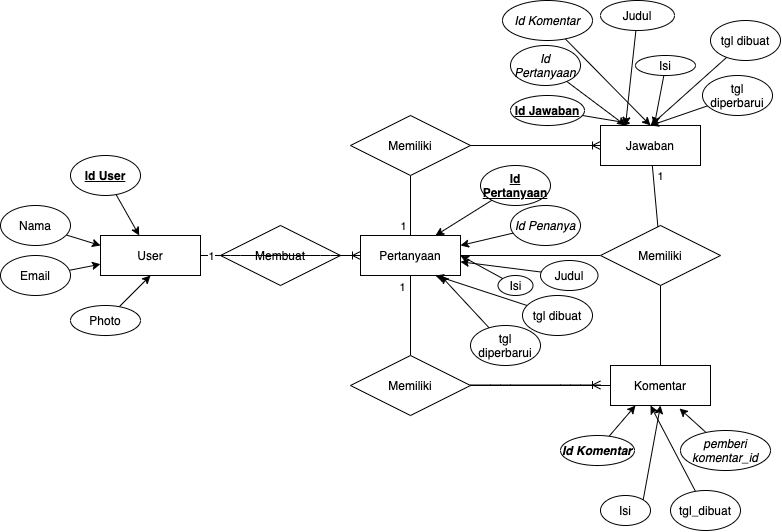 Id Komentar
Judul
tgl dibuat
Id
Pertanyaan
Isi
tgl
diperbarui
Id Jawaban
Memiliki
Jawaban
1
Id User
Id
Pertanyaan
Nama
1
Id Penanya
User
1
Membuat
Pertanyaan
Memiliki
Email
Isi
Judul
1
Photo
tgl dibuat
tgl
diperbarui
Memiliki
Komentar
Id Komentar
pemberi
komentar_id
Isi
tgl_dibuat